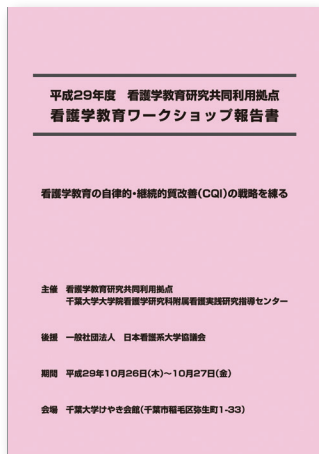 平成29年度　看護学教育研究共同利用拠点
看護学教育ワークショップ報告書
看護学教育の自律的・継続的質改善(CQI)の戦略を練る
主催　看護学教育研究共同利用拠点
千葉大学大学院看護学研究科附属看護実践研究指導センター
後援　一般社団法人　日本看護系大学協議会
期間　平成29年10月26日(木)～10月27日(金)
会場　千葉大学けやき会館(千葉市稲毛区弥生町1-33)